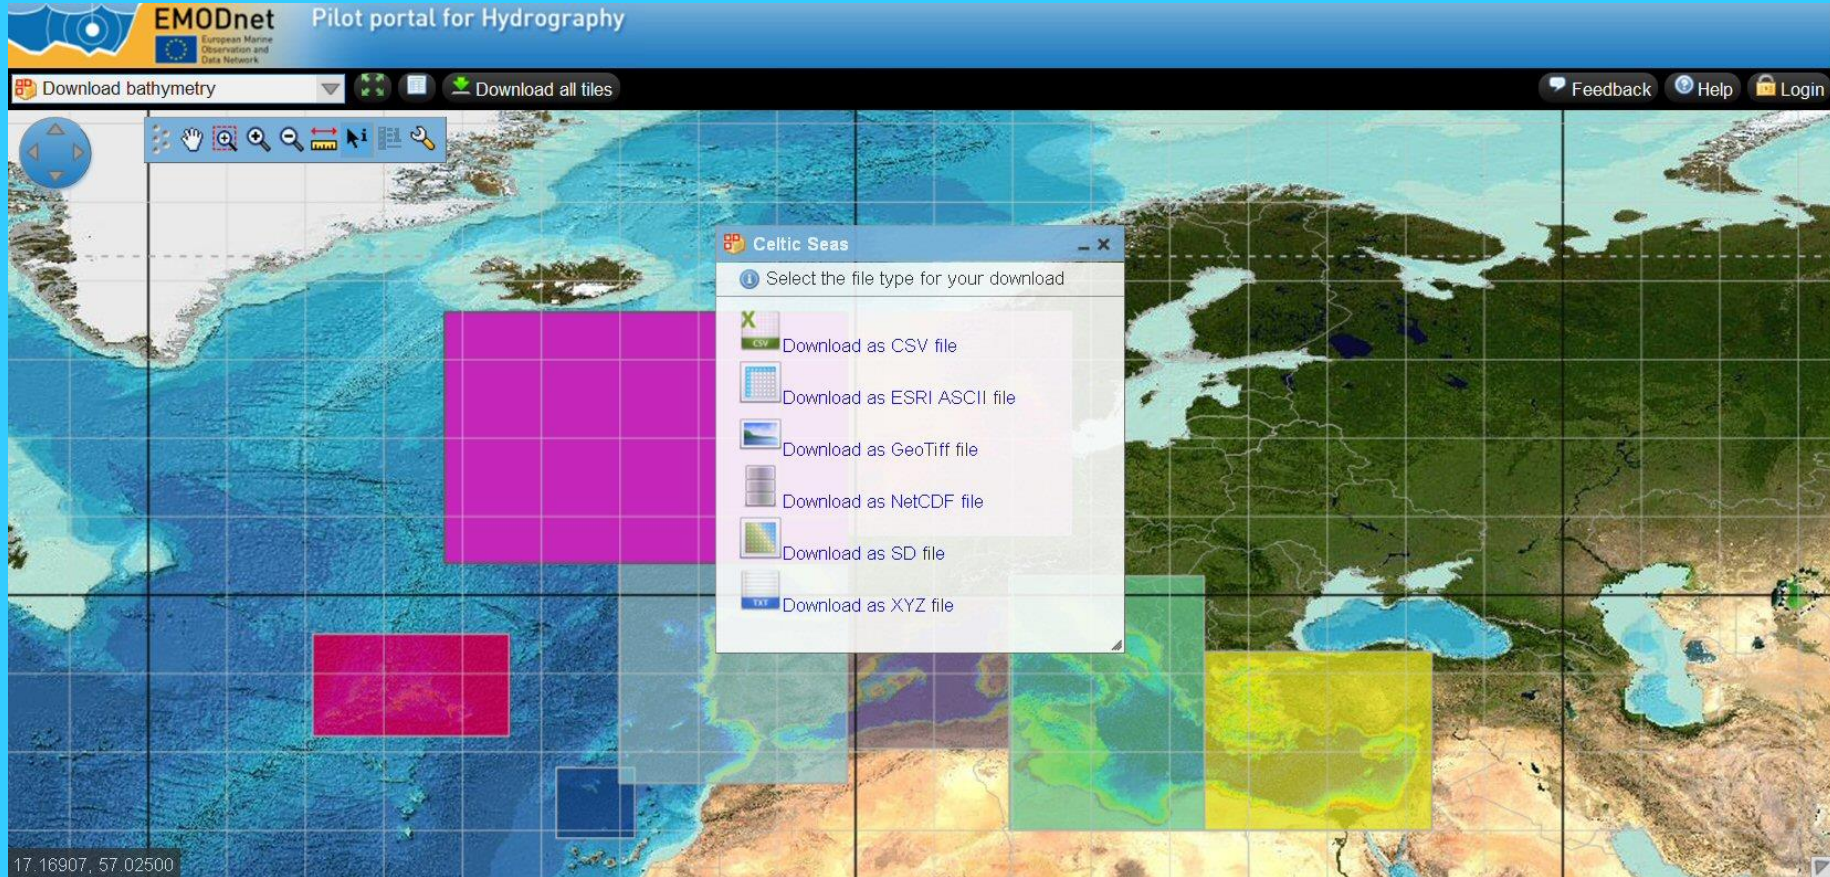 EMODnet
European Marine
Observation and
Data Network
Pilot portal for Hydrography
Download bathymetry
Download all tiles
Feedback
Help
Login
i
Celtic Seas
Select the file type for your download
X
CSV
Download as CSV file
Download as ESRI ASCII file
Download as GeoTiff file
Download as NetCDF file
Download as SD file
TXT
Download as XYZ file
17.16907, 57.02500